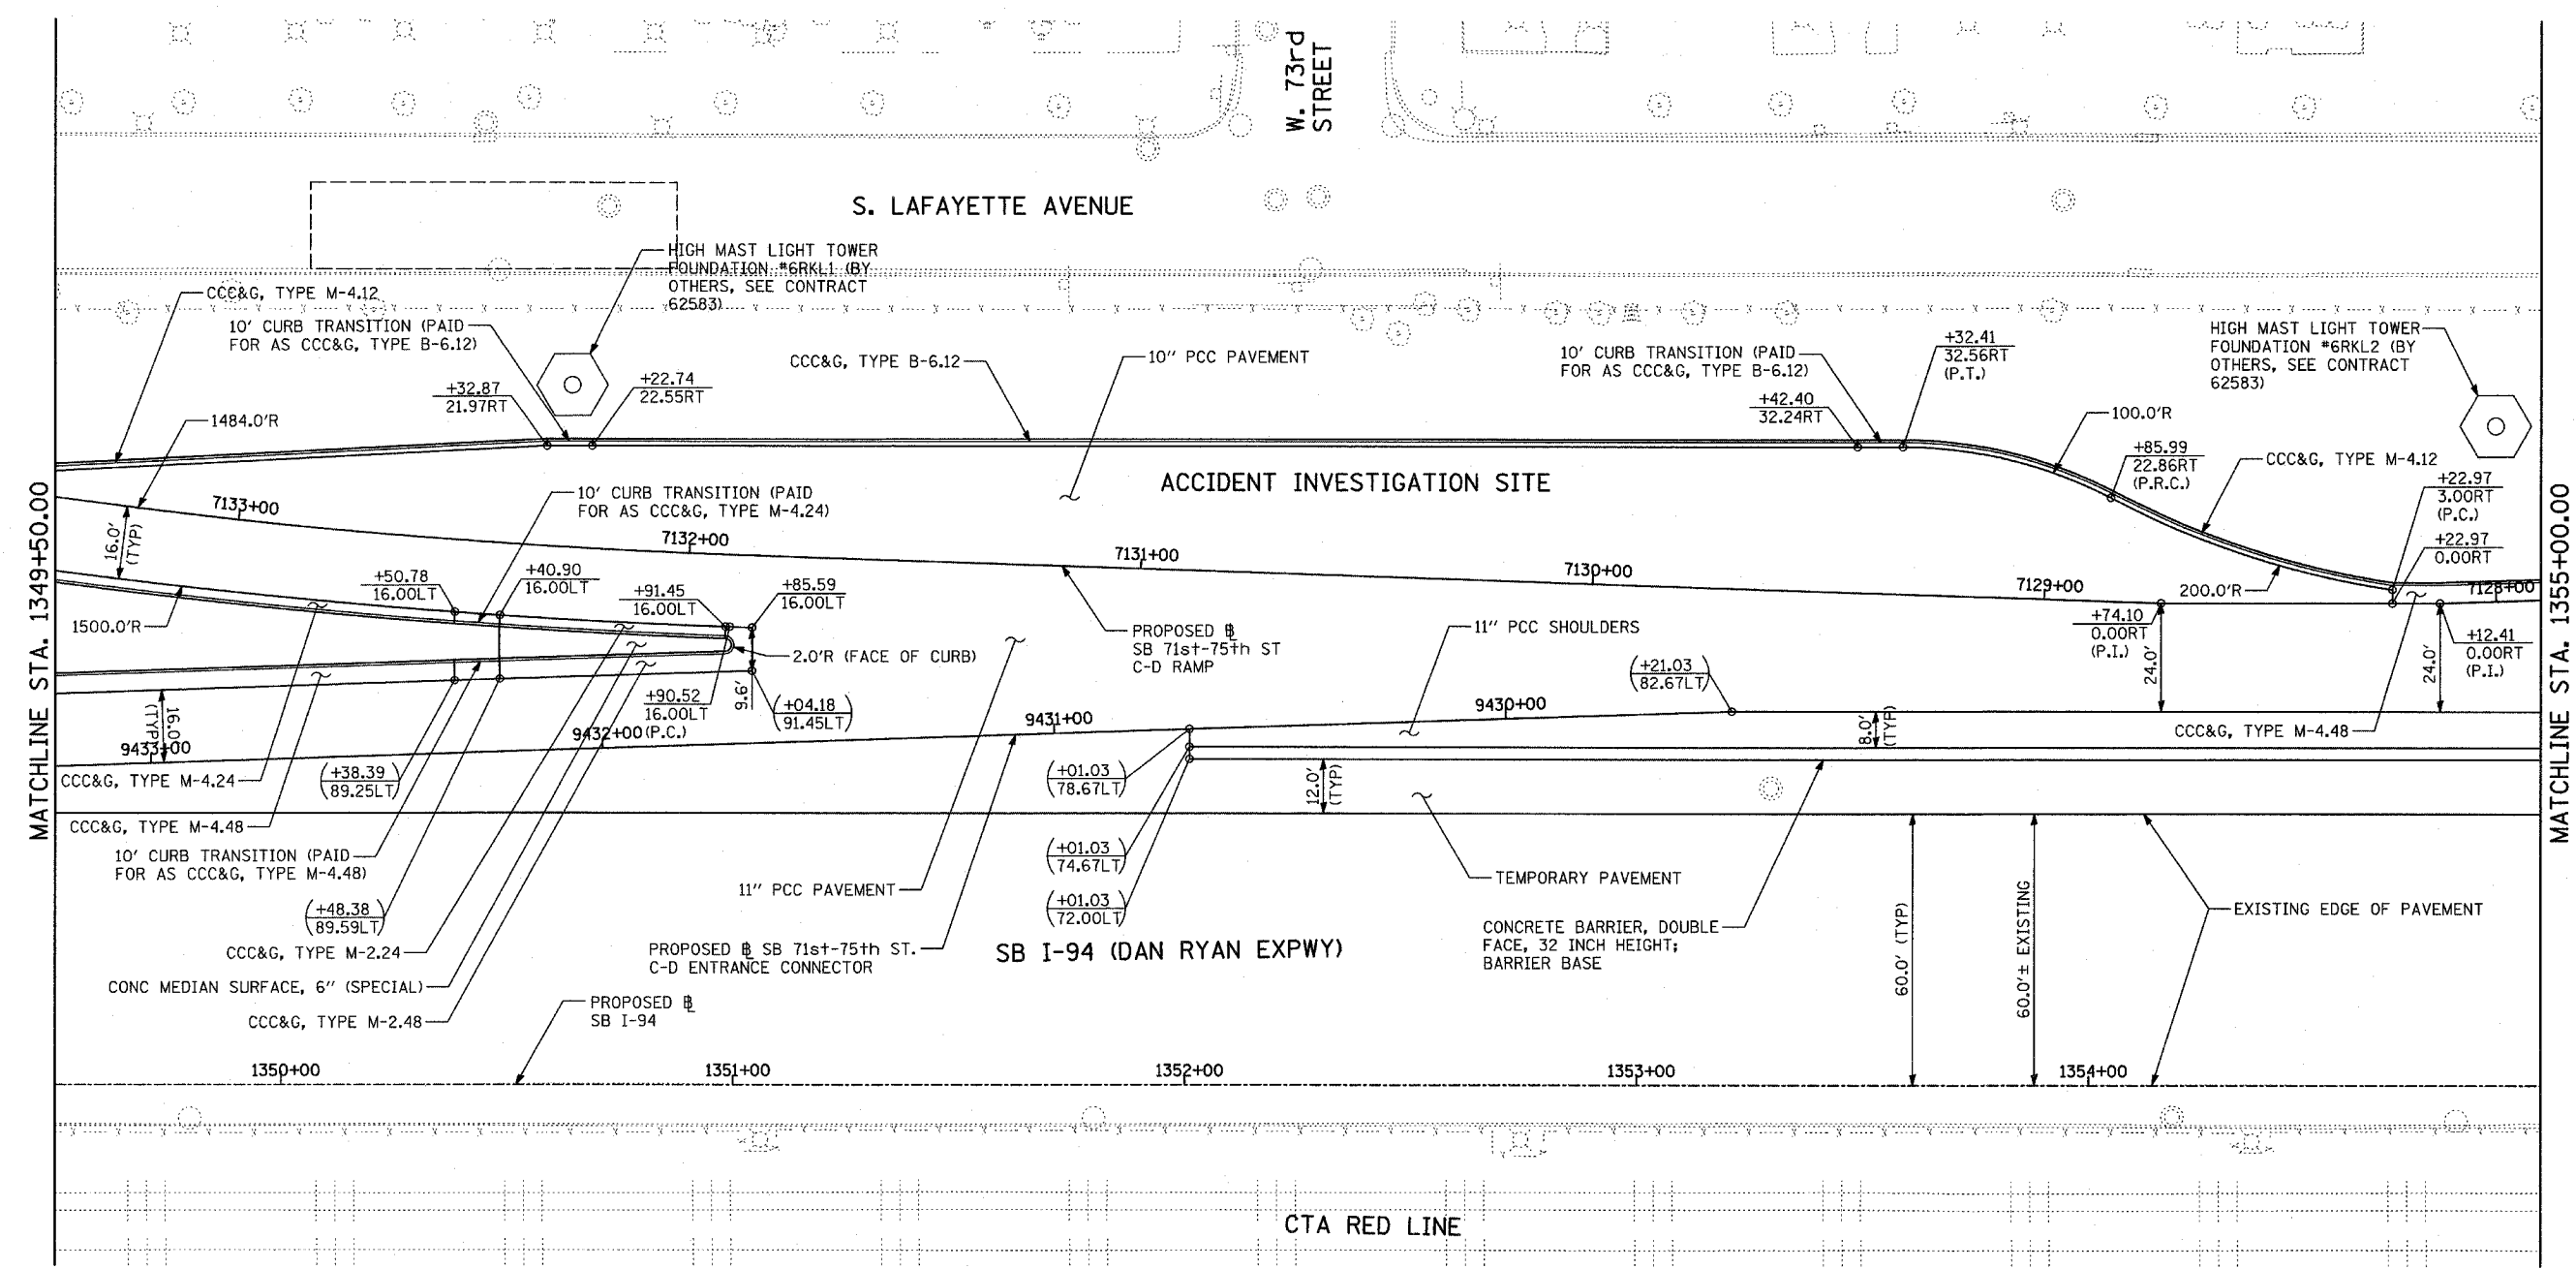 W. 73rd
STREET
S. LAFAYETTE AVENUE
HIGH MAST LIGHT TOWER
FOUNDATION #6RKL1 (BY
OTHERS, SEE CONTRACT
62583)
CCC&G, TYPE M-4.12
10' CURB TRANSITION (PAID
FOR AS CCC&G, TYPE B-6.12)
+32.87
21.97RT
+22.74
22.55RT
CCC&G, TYPE B-6.12
10" PCC PAVEMENT
10' CURB TRANSITION (PAID
FOR AS CCC&G, TYPE B-6.12)
+42.40
32.24RT
+32.41
32.56RT
(P.T.)
HIGH MAST LIGHT TOWER
FOUNDATION #6RKL2 (BY
OTHERS, SEE CONTRACT
62583)
1484.0'R
100.0'R
+85.99
22.86RT
(P.R.C.)
CCC&G, TYPE M-4.12
+22.97
3.00RT
(P.C.)
+22.97
0.00RT
ACCIDENT INVESTIGATION SITE
MATCHLINE STA. 1349+50.00
MATCHLINE STA. 1355+00.00
7133+00
10' CURB TRANSITION (PAID
FOR AS CCC&G, TYPE M-4.24)
7132+00
7131+00
7130+00
7129+00
7128+00
16.0'
(TYP)
+50.78
16.00LT
+40.90
16.00LT
+91.45
16.00LT
+85.59
16.00LT
1500.0'R
200.0'R
+74.10
0.00RT
(P.I.)
24.0'
24.0'
+12.41
0.00RT
(P.I.)
PROPOSED ℄
SB 71st-75th ST
C-D RAMP
11" PCC SHOULDERS
2.0'R (FACE OF CURB)
(+21.03
82.67LT)
+90.52
16.00LT
(P.C.)
9.6'
(+04.18
91.45LT)
16.0'
(TYP)
9433+00
9432+00
9431+00
9430+00
8.0'
(TYP)
CCC&G, TYPE M-4.48
CCC&G, TYPE M-4.24
(+38.39
89.25LT)
(+01.03
78.67LT)
12.0'
(TYP)
CCC&G, TYPE M-4.48
10' CURB TRANSITION (PAID
FOR AS CCC&G, TYPE M-4.48)
(+01.03
74.67LT)
11" PCC PAVEMENT
TEMPORARY PAVEMENT
(+48.38
89.59LT)
(+01.03
72.00LT)
CCC&G, TYPE M-2.24
PROPOSED ℄ SB 71st-75th ST.
C-D ENTRANCE CONNECTOR
SB I-94 (DAN RYAN EXPWY)
CONCRETE BARRIER, DOUBLE
FACE, 32 INCH HEIGHT;
BARRIER BASE
60.0' (TYP)
60.0'± EXISTING
EXISTING EDGE OF PAVEMENT
CONC MEDIAN SURFACE, 6" (SPECIAL)
CCC&G, TYPE M-2.48
PROPOSED ℄
SB I-94
1350+00
1351+00
1352+00
1353+00
1354+00
CTA RED LINE